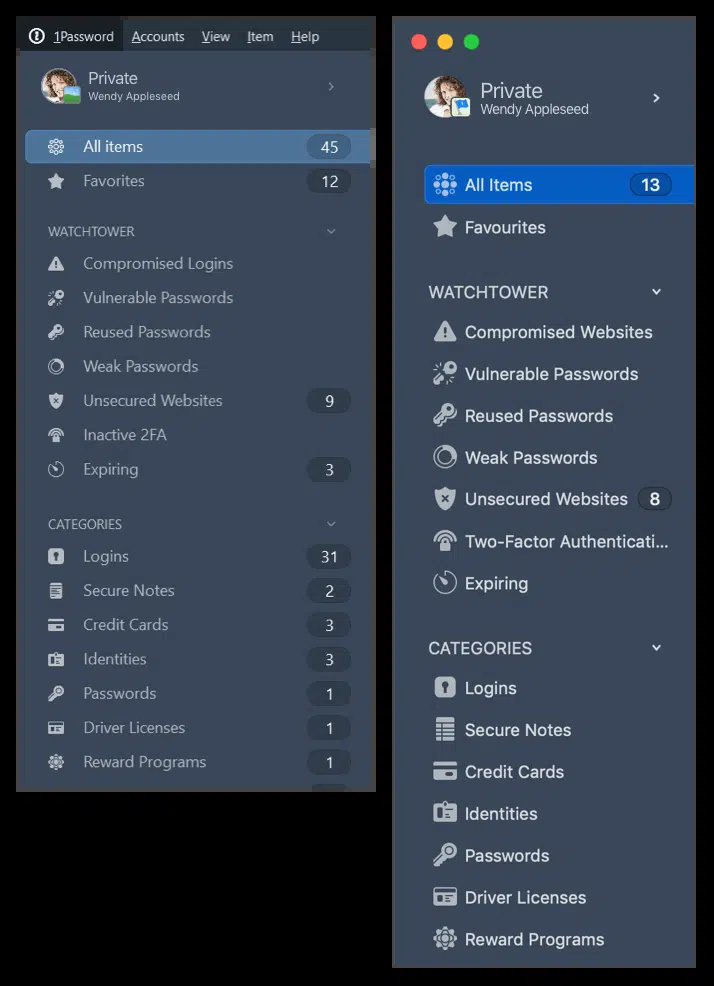 1Password Accounts View Item Help
Private
Wendy Appleseed
All items 45
Favorites 12
WATCHTOWER
Compromised Logins
Vulnerable Passwords
Reused Passwords
Weak Passwords
Unsecured Websites 9
Inactive 2FA
Expiring 3
CATEGORIES
Logins 31
Secure Notes 2
Credit Cards 3
Identities 3
Passwords 1
Driver Licenses 1
Reward Programs 1
Private
Wendy Appleseed
All Items 13
Favourites
WATCHTOWER
Compromised Websites
Vulnerable Passwords
Reused Passwords
Weak Passwords
Unsecured Websites 8
Two-Factor Authenticati...
Expiring
CATEGORIES
Logins
Secure Notes
Credit Cards
Identities
Passwords
Driver Licenses
Reward Programs